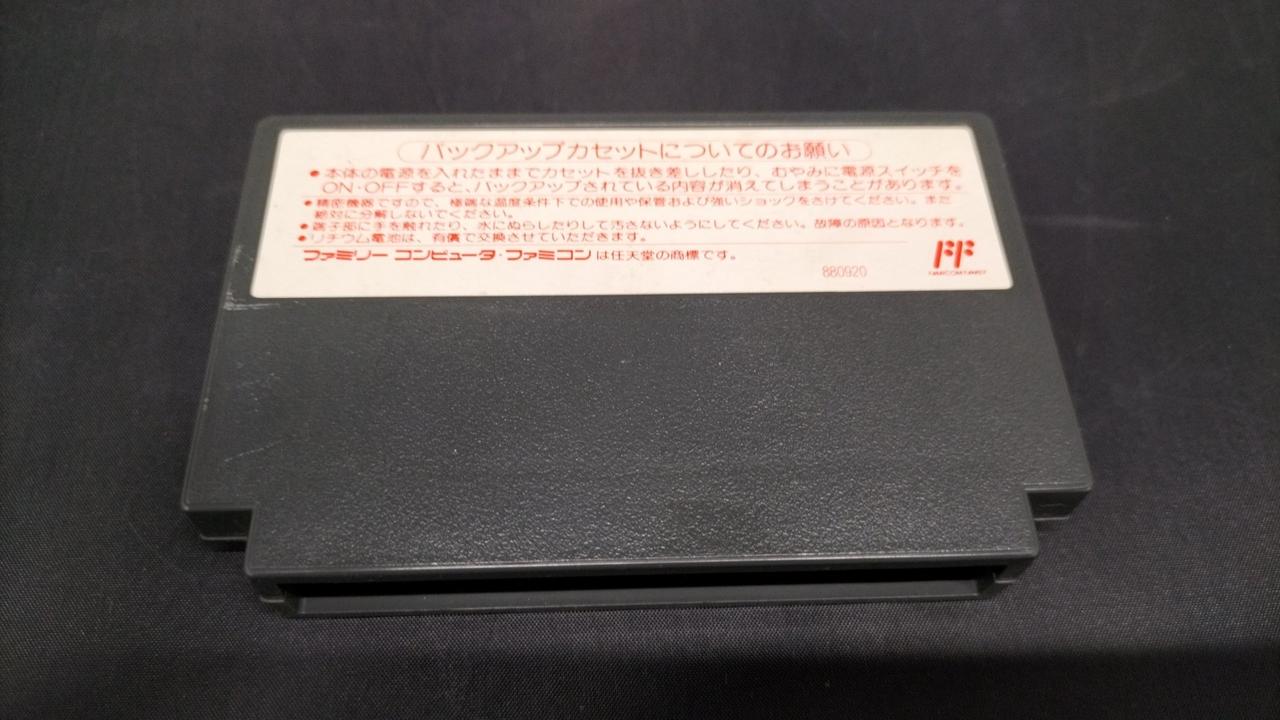 バックアップカセットについてのお願い
●本体の電源を入れたままでカセットを抜き差ししたり、むやみに電源スイッチを
ON・OFFすると、バックアップされている内容が消えてしまうことがあります。
●精密機器ですので、極端な温度条件下での使用や保管および強いショックをさけてください。また
絶対に分解しないでください。
●端子部に手を触れたり、水にぬらしたりして汚さないようにしてください。故障の原因となります。
●リチウム電池は、有償で交換させていただきます。
ファミリー コンピュータ・ファミコン は任天堂の商標です。
880920
FF
FAMICOM FAMILY